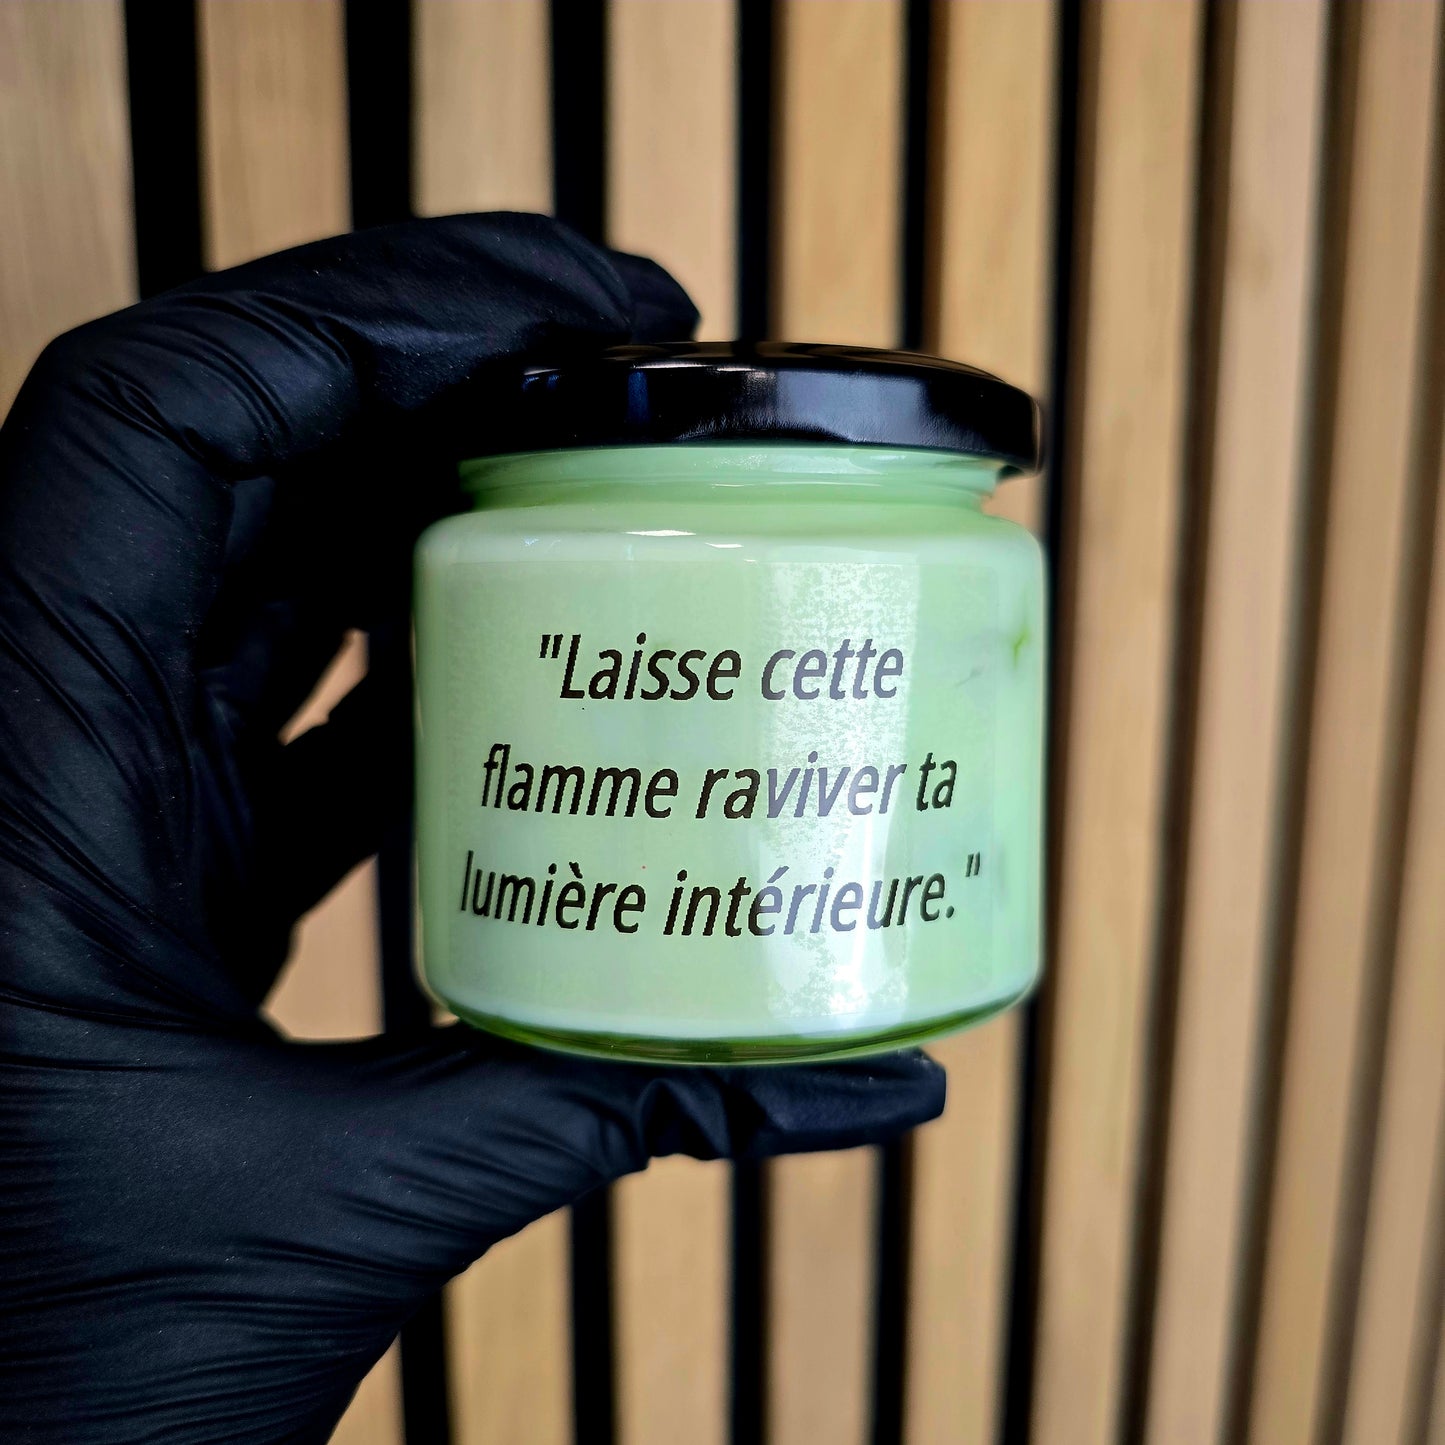 "Laisse cette
flamme raviver ta
lumière intérieure."